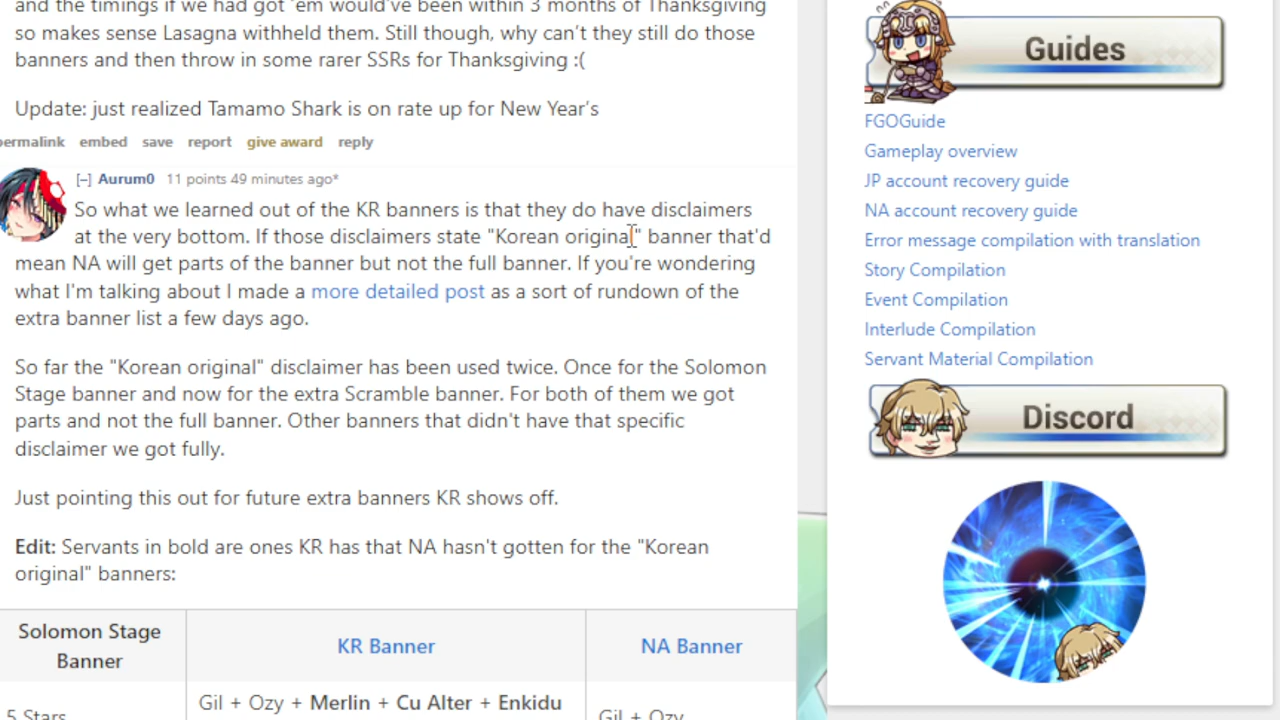 and the timings if we had got 'em would've been within 3 months of Thanksgiving
so makes sense Lasagna withheld them. Still though, why can't they still do those
banners and then throw in some rarer SSRs for Thanksgiving :(
Update: just realized Tamamo Shark is on rate up for New Year's
permalink embed save report give award reply
[–] Aurum0 11 points 49 minutes ago*
So what we learned out of the KR banners is that they do have disclaimers
at the very bottom. If those disclaimers state "Korean original" banner that'd
mean NA will get parts of the banner but not the full banner. If you're wondering
what I'm talking about I made a more detailed post as a sort of rundown of the
extra banner list a few days ago.
So far the "Korean original" disclaimer has been used twice. Once for the Solomon
Stage banner and now for the extra Scramble banner. For both of them we got
parts and not the full banner. Other banners that didn't have that specific
disclaimer we got fully.
Just pointing this out for future extra banners KR shows off.
Edit: Servants in bold are ones KR has that NA hasn't gotten for the "Korean
original" banners:
Solomon Stage
Banner
KR Banner
NA Banner
5 Stars
Gil + Ozy + Merlin + Cu Alter + Enkidu
Gil + Ozy
Guides
FGOGuide
Gameplay overview
JP account recovery guide
NA account recovery guide
Error message compilation with translation
Story Compilation
Event Compilation
Interlude Compilation
Servant Material Compilation
Discord